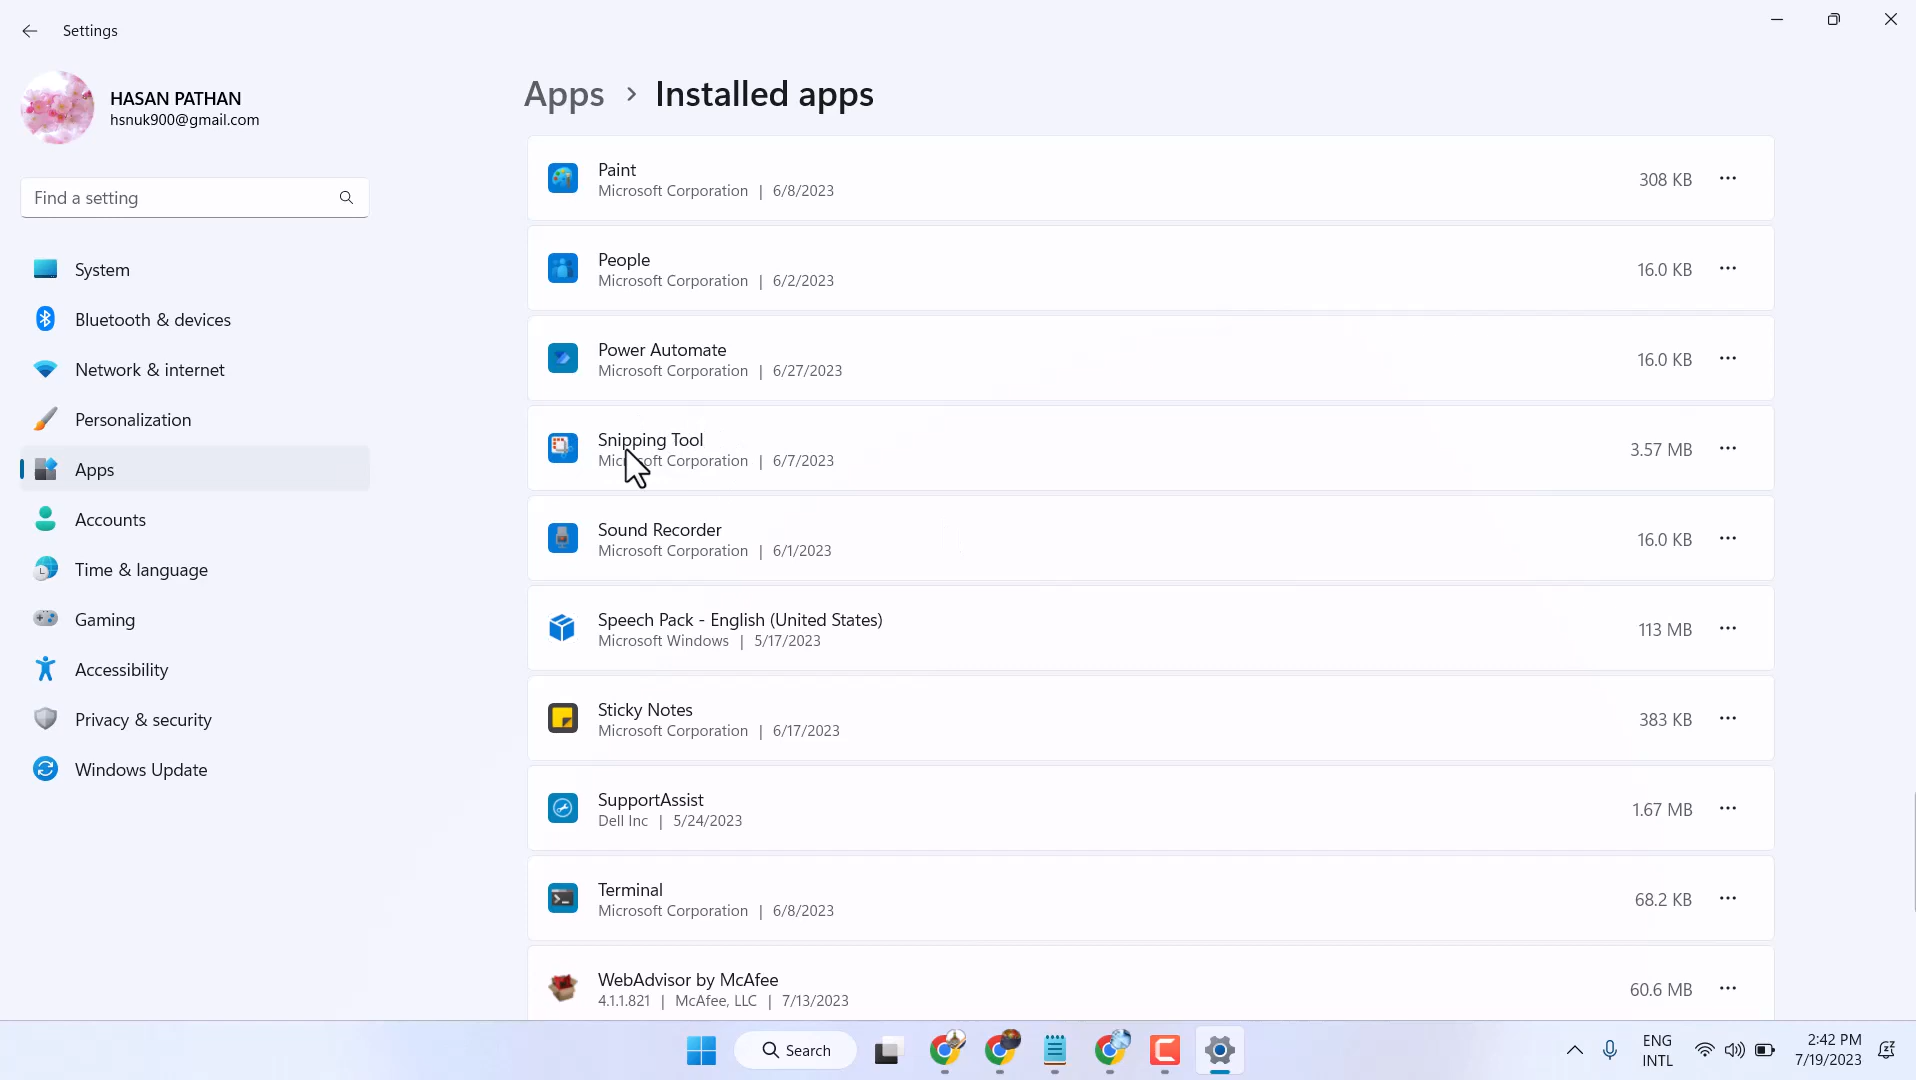 Settings
HASAN PATHAN
hsnuk900@gmail.com
Find a setting
System
Bluetooth & devices
Network & internet
Personalization
Apps
Accounts
Time & language
Gaming
Accessibility
Privacy & security
Windows Update
Apps > Installed apps
Paint
Microsoft Corporation | 6/8/2023
308 KB
People
Microsoft Corporation | 6/2/2023
16.0 KB
Power Automate
Microsoft Corporation | 6/27/2023
16.0 KB
Snipping Tool
Microsoft Corporation | 6/7/2023
3.57 MB
Sound Recorder
Microsoft Corporation | 6/1/2023
16.0 KB
Speech Pack - English (United States)
Microsoft Windows | 5/17/2023
113 MB
Sticky Notes
Microsoft Corporation | 6/17/2023
383 KB
SupportAssist
Dell Inc | 5/24/2023
1.67 MB
Terminal
Microsoft Corporation | 6/8/2023
68.2 KB
WebAdvisor by McAfee
4.1.1.821 | McAfee, LLC | 7/13/2023
60.6 MB
Search
ENG
INTL
2:42 PM
7/19/2023